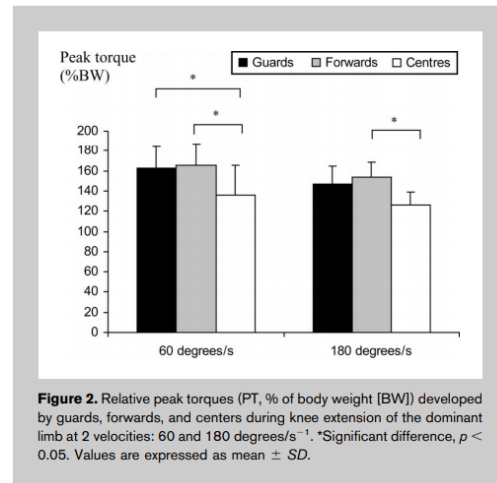 Peak torque
(%BW)
Guards Forwards Centres
*
*
*
200
180
160
140
120
100
80
60
40
20
0
60 degrees/s 180 degrees/s
Figure 2. Relative peak torques (PT, % of body weight [BW]) developed
by guards, forwards, and centers during knee extension of the dominant
limb at 2 velocities: 60 and 180 degrees/s⁻¹. *Significant difference, p <
0.05. Values are expressed as mean ± SD.